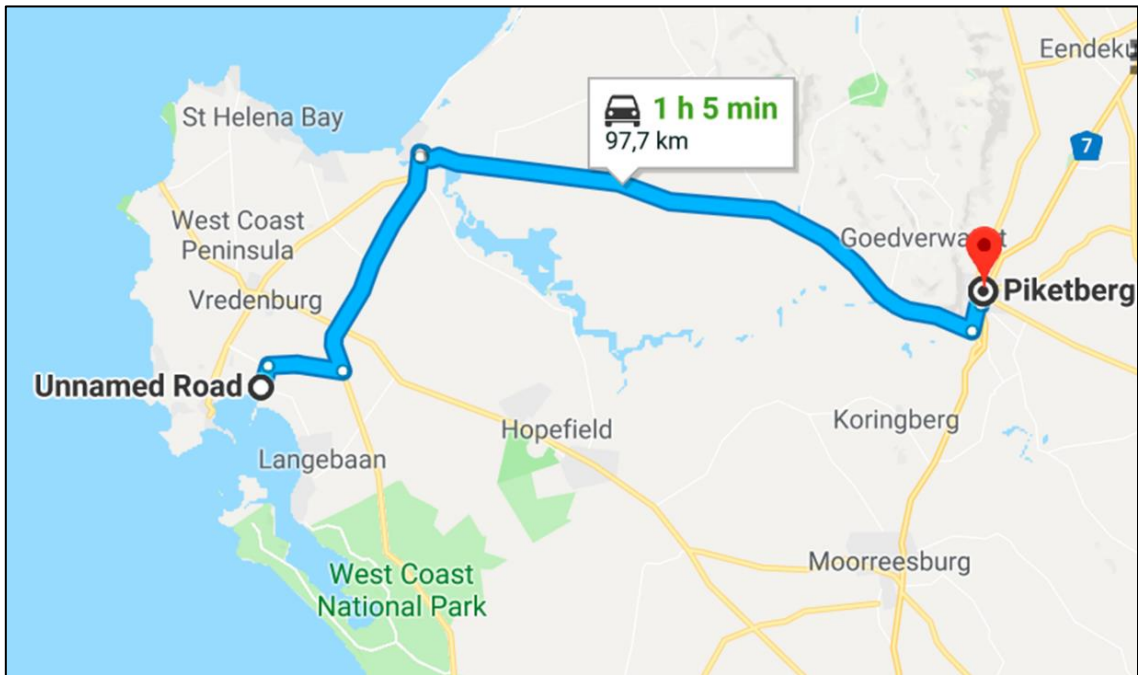 Eendeku
St Helena Bay
1 h 5 min
97,7 km
7
West Coast
Peninsula
Goedverwa t
Vredenburg
Piketberg
Unnamed Road
Koringberg
Hopefield
Langebaan
Moorreesburg
West Coast
National Park